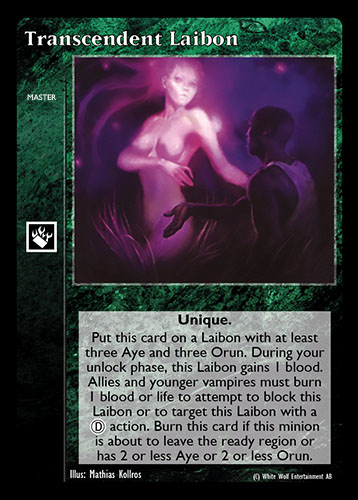 Transcendent Laibon
MASTER
Unique.
Put this card on a Laibon with at least
three Aye and three Orun. During your
unlock phase, this Laibon gains 1 blood.
Allies and younger vampires must burn
1 blood or life to attempt to block this
Laibon or to target this Laibon with a
Ⓓ action. Burn this card if this minion
is about to leave the ready region or
has 2 or less Aye or 2 or less Orun.
Illus: Mathias Kollros
(C) White Wolf Entertainment AB